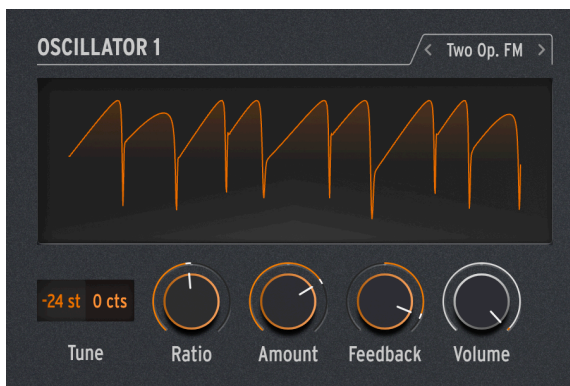 OSCILLATOR 1
< Two Op. FM >
-24 st 0 cts
Tune Ratio Amount Feedback Volume